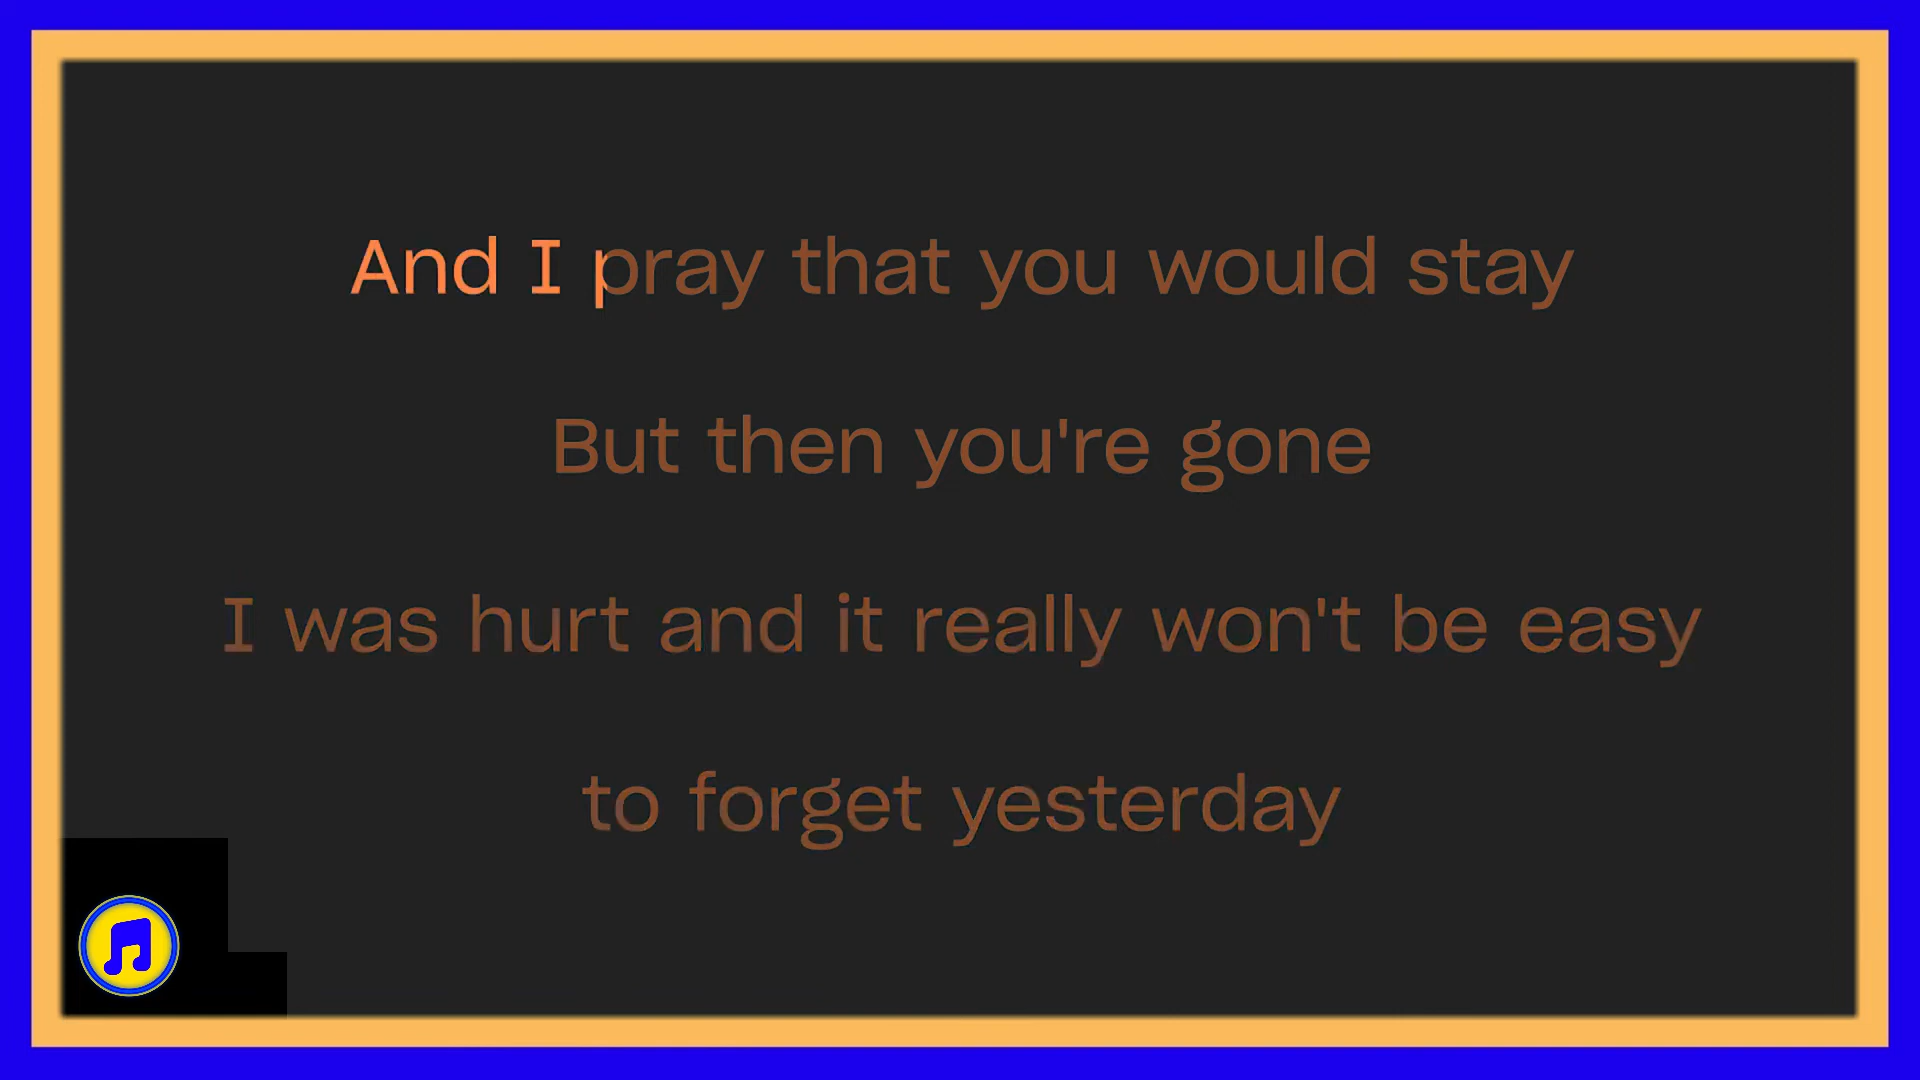 And I pray that you would stay
But then you're gone
I was hurt and it really won't be easy
to forget yesterday